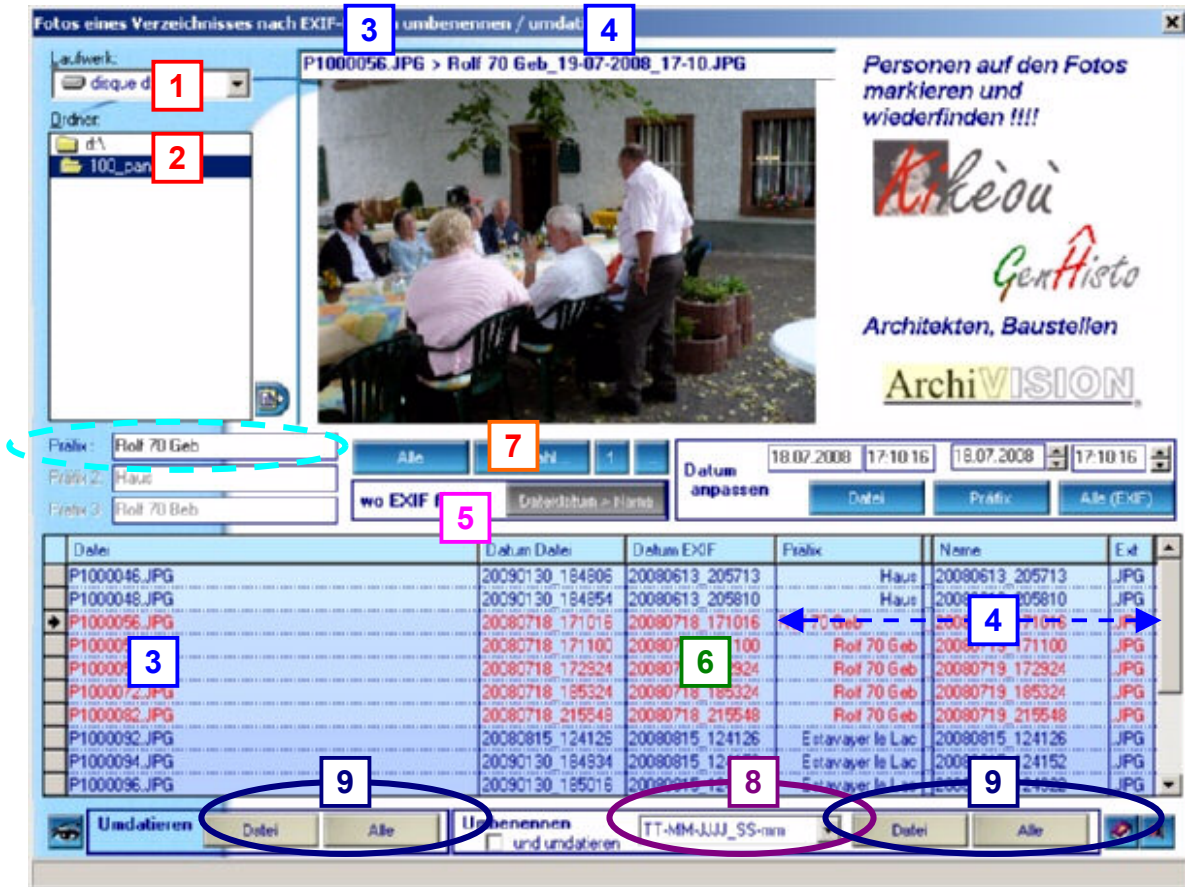 Fotos eines Verzeichnisses nach EXIF- umbenennen / umdati
3
4
Laufwerk:
disque d
1
Ordner:
d:\
100_pan
2
P1000056.JPG > Rolf 70 Geb_19-07-2008_17-10.JPG
Personen auf den Fotos
markieren und
wiederfinden !!!!
Kikèoù
GenHisto
Architekten, Baustellen
ArchiVISION
Präfix: Rolf 70 Geb
Präfix 2: Haus
Präfix 3: Rolf 70 Beb
Alle
7
1
...
wo EXIF
5
Dateidatum > Name
Datum
anpassen
18.07.2008 17:10:16 18.07.2008 17:10:16
Datei Präfix Alle (EXIF)
Datei Datum Datei Datum EXIF Präfix Name Ext
P1000046.JPG 20090130_184806 20080613_205713 Haus 20080613_205713 .JPG
P1000048.JPG 20090130_184854 20080613_205810 Haus 205810 .JPG
P1000056.JPG 20080718_171016 20080718_171016 70 Geb .JPG
4
20080718_171100 Rolf 70 Geb 20080719_171100 .JPG
3
6
20080718_172924 Rolf 70 Geb 20080719_172924 .JPG
P1000072.JPG 20080718_185324 20080718_185324 Rolf 70 Geb 20080719_185324 .JPG
P1000082.JPG 20080718_215548 20080718_215548 Rolf 70 Geb 20080719_215548 .JPG
P1000092.JPG 20080815_124126 20080815_124126 Estavayer le Lac 20080815_124126 .JPG
P1000094.JPG 20090130_184934 Estavayer le Lac .JPG
P1000096.JPG 20090130_185016 Estavayer le Lac .JPG
9
8
9
Umdatieren Datei Alle
Umbenennen
und umdatieren
TT-MM-JJJJ_SS-mm
Datei Alle